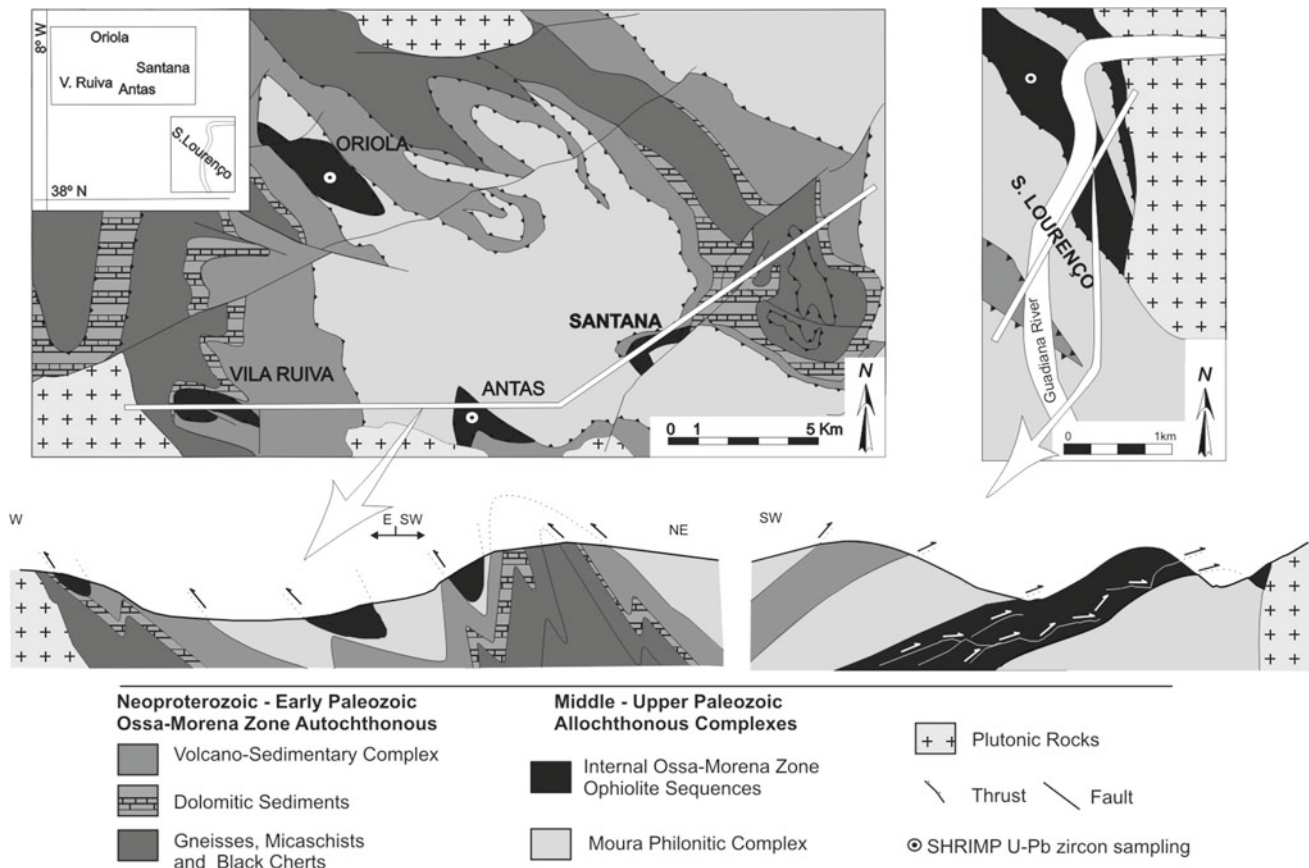 8º W
Oriola
Santana
V. Ruiva
Antas
S.Lourenço
38º N
ORIOLA
SANTANA
VILA RUIVA
ANTAS
N
0 1 5 Km
S. LOURENÇO
Guadiana River
N
0 1km
W
E SW
NE
SW
Neoproterozoic - Early Paleozoic
Ossa-Morena Zone Autochthonous
Volcano-Sedimentary Complex
Dolomitic Sediments
Gneisses, Micaschists
and Black Cherts
Middle - Upper Paleozoic
Allochthonous Complexes
Internal Ossa-Morena Zone
Ophiolite Sequences
Moura Philonitic Complex
Plutonic Rocks
Thrust
Fault
SHRIMP U-Pb zircon sampling